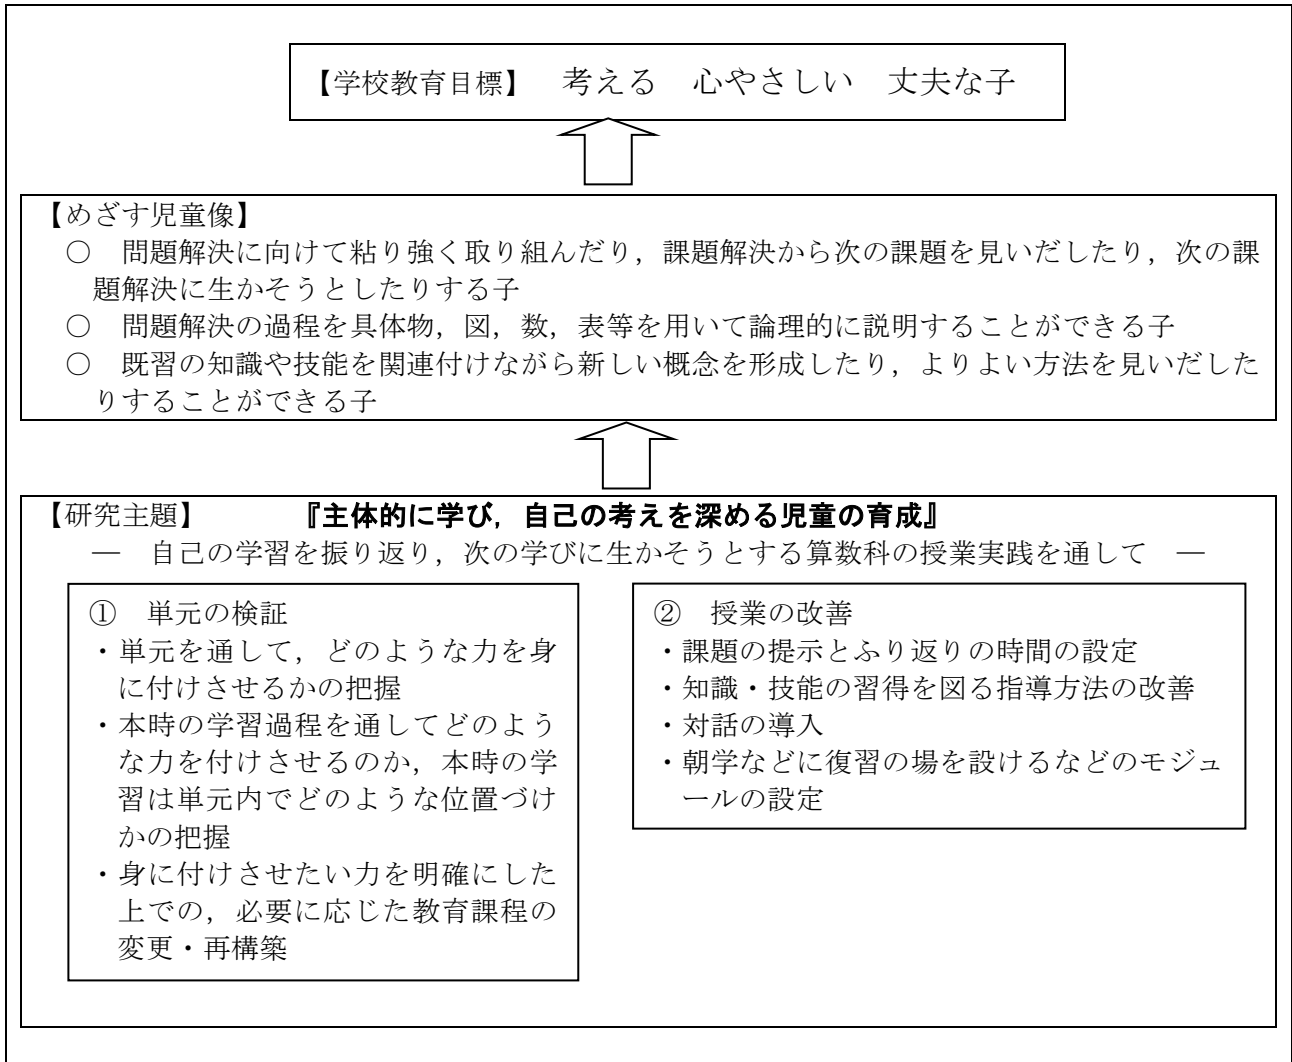 【学校教育目標】　考える　心やさしい　丈夫な子
【めざす児童像】
○　問題解決に向けて粘り強く取り組んだり，課題解決から次の課題を見いだしたり，次の課
題解決に生かそうとしたりする子
○　問題解決の過程を具体物，図，数，表等を用いて論理的に説明することができる子
○　既習の知識や技能を関連付けながら新しい概念を形成したり，よりよい方法を見いだした
りすることができる子
【研究主題】　『主体的に学び，自己の考えを深める児童の育成』
―　自己の学習を振り返り，次の学びに生かそうとする算数科の授業実践を通して　―
①　単元の検証
・単元を通して，どのような力を身
に付けさせるかの把握
・本時の学習過程を通してどのよう
な力を付けさせるのか，本時の学
習は単元内でどのような位置づけ
かの把握
・身に付けさせたい力を明確にした
上での，必要に応じた教育課程の
変更・再構築
②　授業の改善
・課題の提示とふり返りの時間の設定
・知識・技能の習得を図る指導方法の改善
・対話の導入
・朝学などに復習の場を設けるなどのモジュ
ールの設定